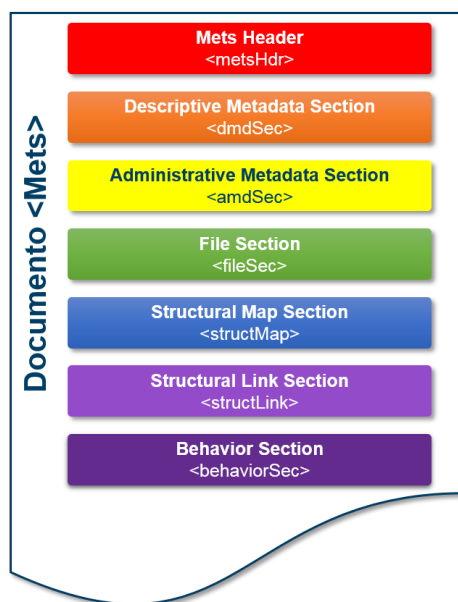 Documento <Mets>
Mets Header
<metsHdr>
Descriptive Metadata Section
<dmdSec>
Administrative Metadata Section
<amdSec>
File Section
<fileSec>
Structural Map Section
<structMap>
Structural Link Section
<structLink>
Behavior Section
<behaviorSec>